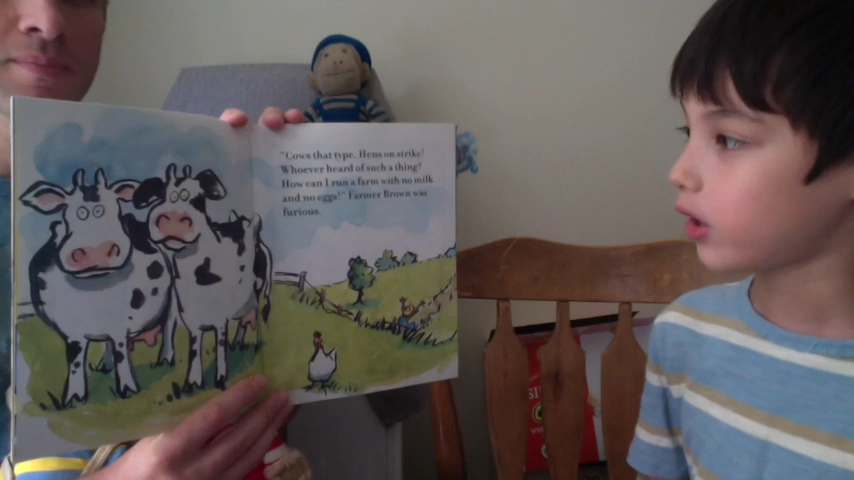 "Cows that type. Hens on strike!
Whoever heard of such a thing?
How can I run a farm with no milk
and no eggs!" Farmer Brown was
furious.